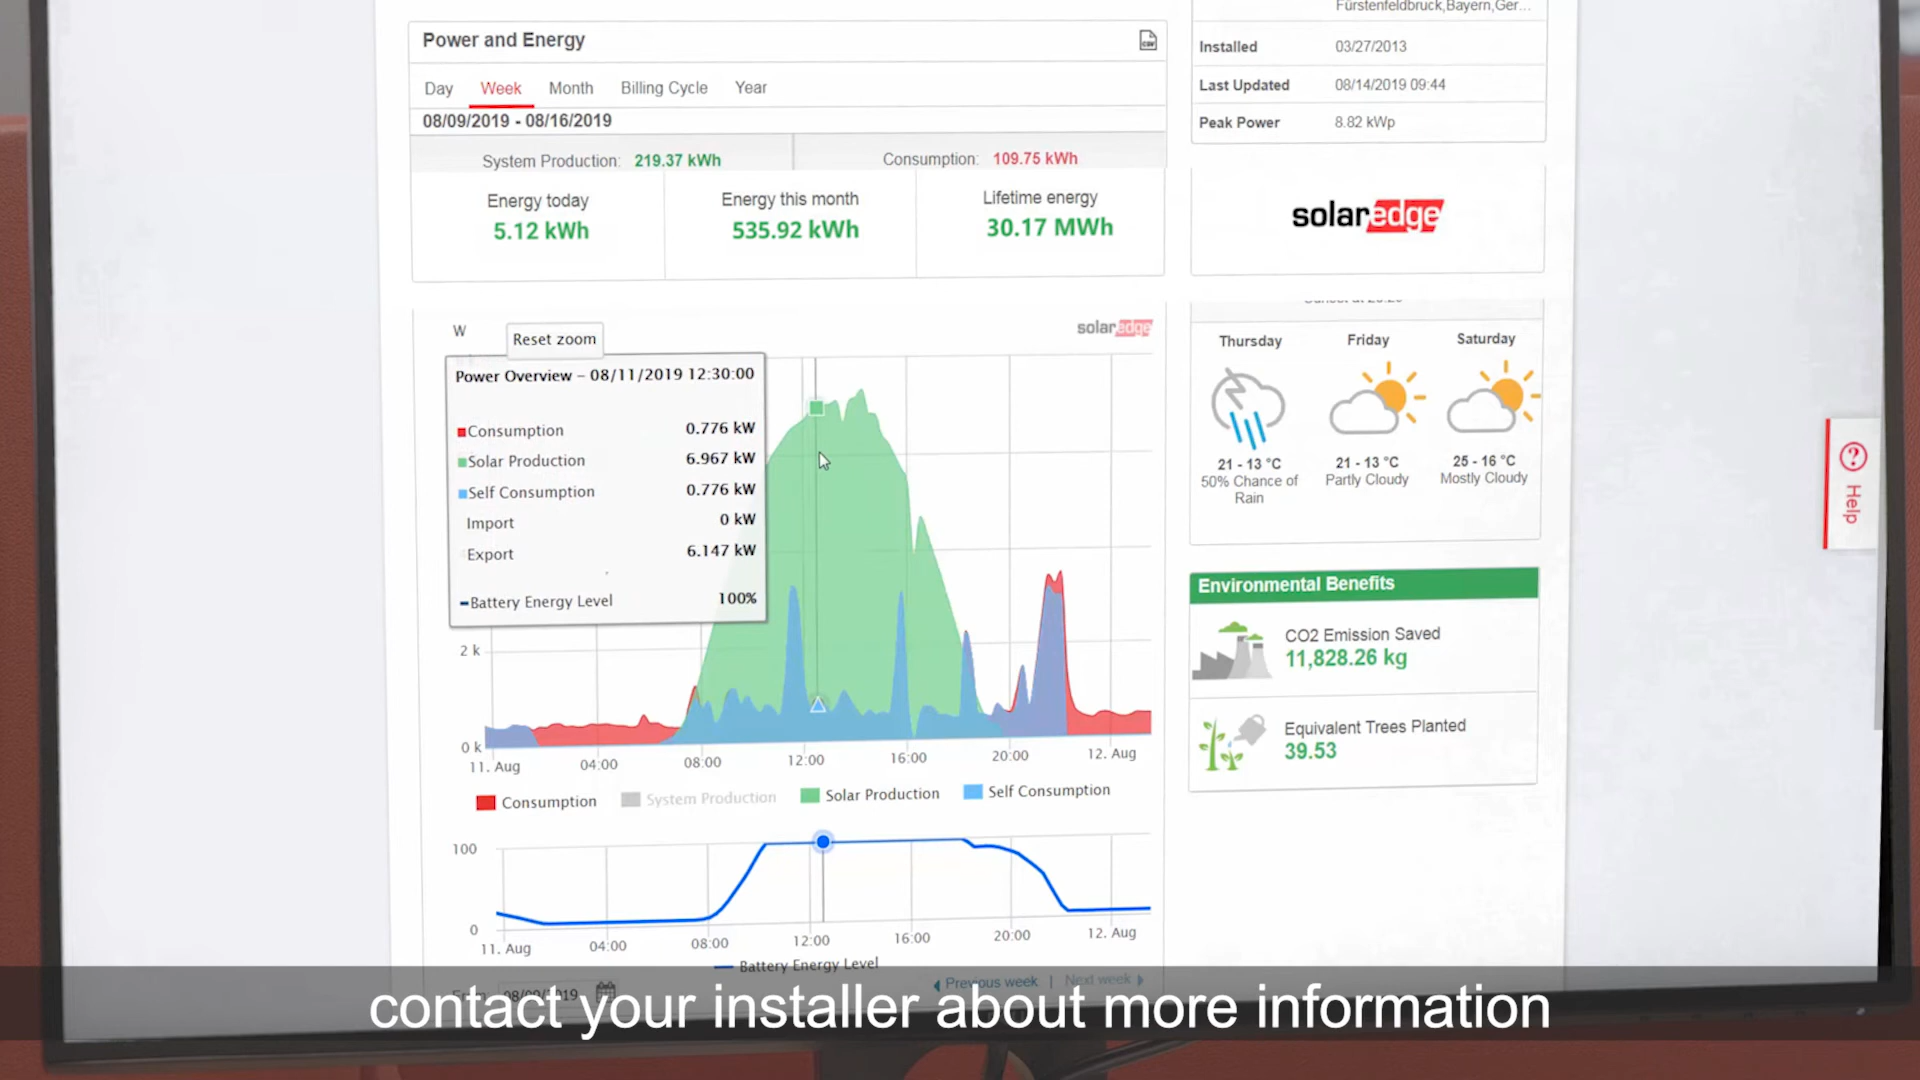 Fürstenfeldbruck,Bayern,Ger...
Power and Energy
CSV
Installed 03/27/2013
Day Week Month Billing Cycle Year
Last Updated 08/14/2019 09:44
08/09/2019 - 08/16/2019
Peak Power 8.82 kWp
System Production: 219.37 kWh Consumption: 109.75 kWh
Energy today Energy this month Lifetime energy
5.12 kWh 535.92 kWh 30.17 MWh
solaredge
W
Reset zoom
solaredge
Power Overview – 08/11/2019 12:30:00
Consumption 0.776 kW
Solar Production 6.967 kW
Self Consumption 0.776 kW
Import 0 kW
Export 6.147 kW
Battery Energy Level 100%
2 k
0 k
11. Aug 04:00 08:00 12:00 16:00 20:00 12. Aug
Consumption System Production Solar Production Self Consumption
100
0
11. Aug 04:00 08:00 12:00 16:00 20:00 12. Aug
Battery Energy Level
From 08/09/2019
Previous week | Next week
Thursday Friday Saturday
21 - 13 °C 21 - 13 °C 25 - 16 °C
50% Chance of Rain Partly Cloudy Mostly Cloudy
Environmental Benefits
CO2 Emission Saved
11,828.26 kg
Equivalent Trees Planted
39.53
? Help
contact your installer about more information